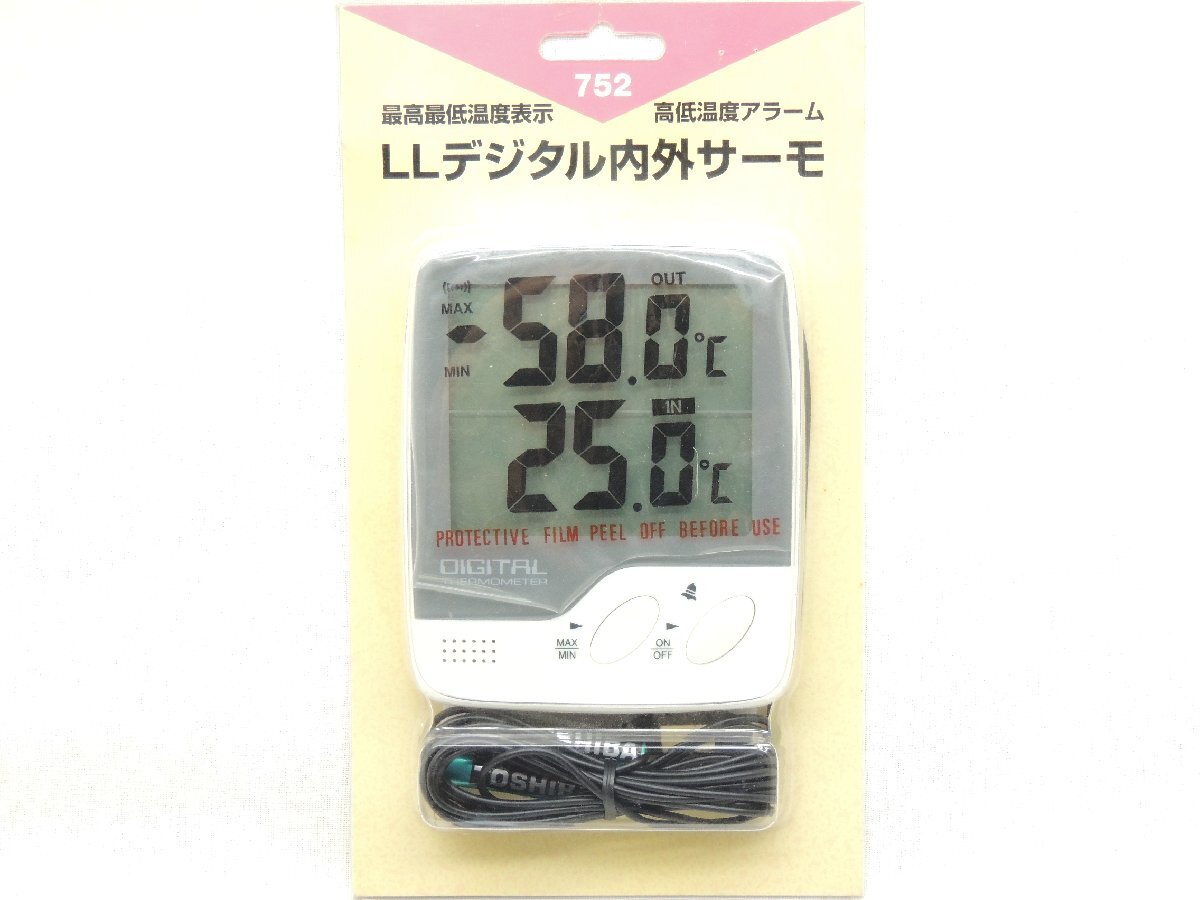 752
最高最低温度表示 高低温度アラーム
LLデジタル内外サーモ
OUT
MAX
-58.0℃
MIN
IN
25.0℃
PROTECTIVE FILM PEEL OFF BEFORE USE
DIGITAL
THERMOMETER
MAX
MIN
ON
OFF
SHIBA
OSHIB